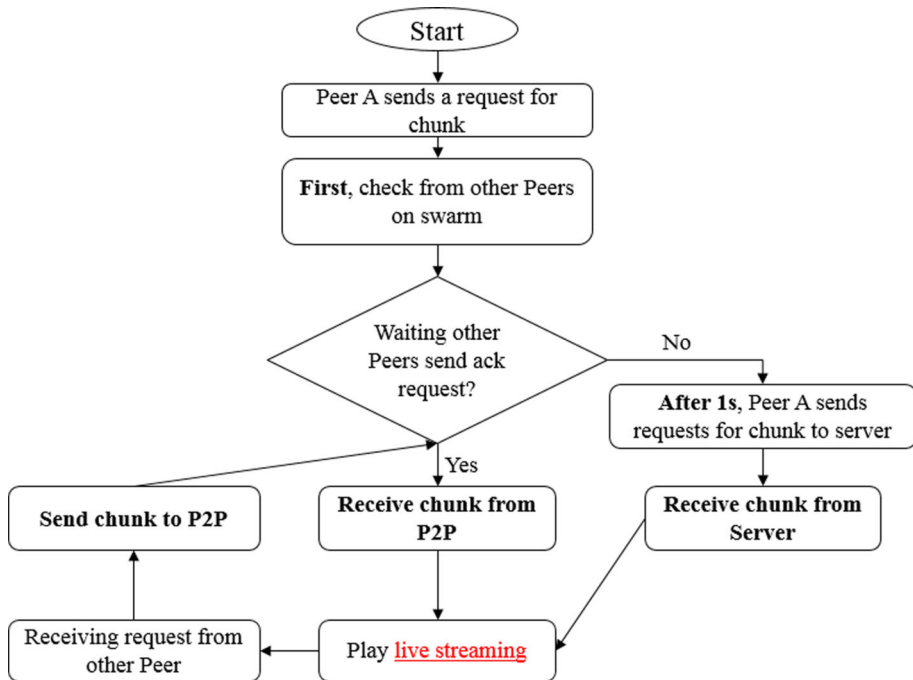 Start
Peer A sends a request for
chunk
First, check from other Peers
on swarm
Waiting other
Peers send ack
request?
No
After 1s, Peer A sends
requests for chunk to server
Yes
Send chunk to P2P
Receive chunk from
P2P
Receive chunk from
Server
Receiving request from
other Peer
Play live streaming